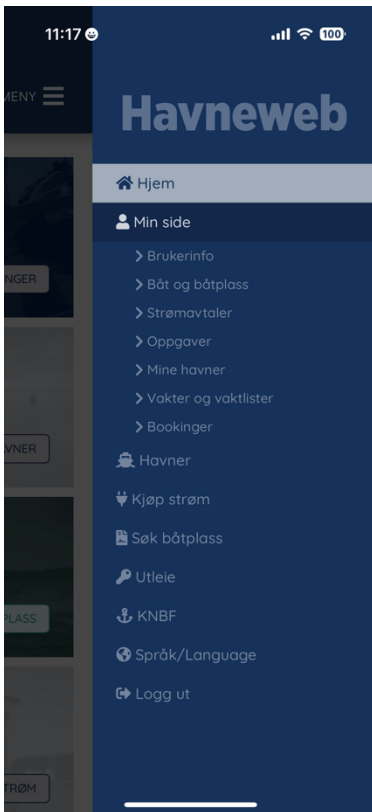 11:17
100
MENY
Havneweb
Hjem
Min side
Brukerinfo
NGER
Båt og båtplass
Strømavtaler
Oppgaver
Mine havner
Vakter og vaktlister
Bookinger
VNER
Havner
Kjøp strøm
Søk båtplass
Utleie
PLASS
KNBF
Språk/Language
Logg ut
TRØM